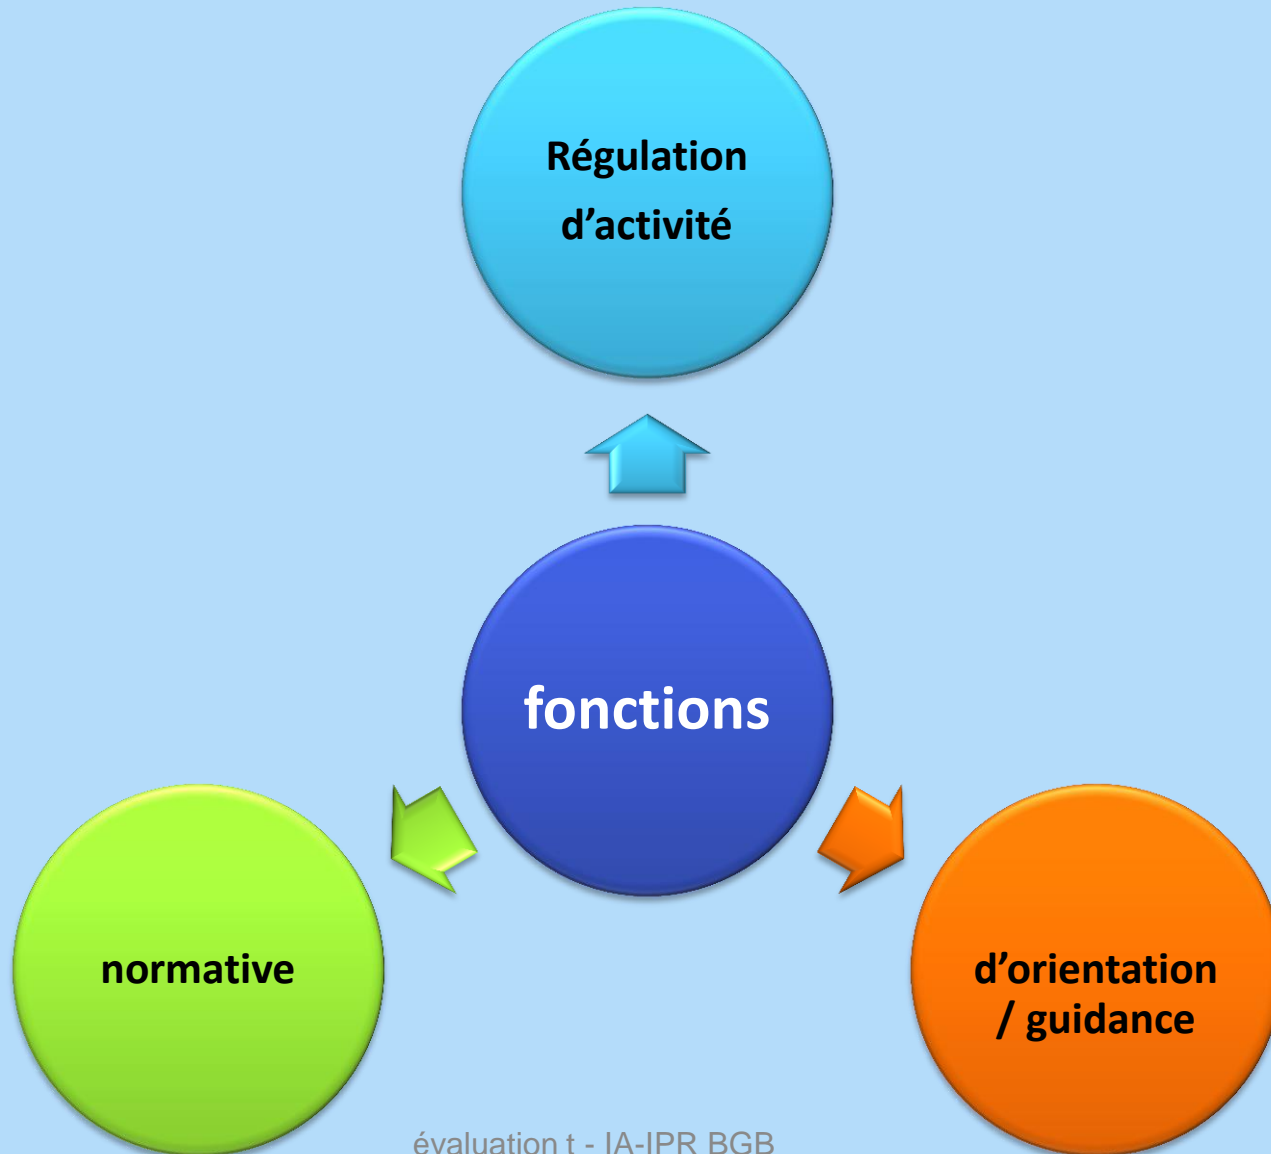 Régulation
d’activité
fonctions
normative
d’orientation
/ guidance
évaluation t - IA-IPR BGB